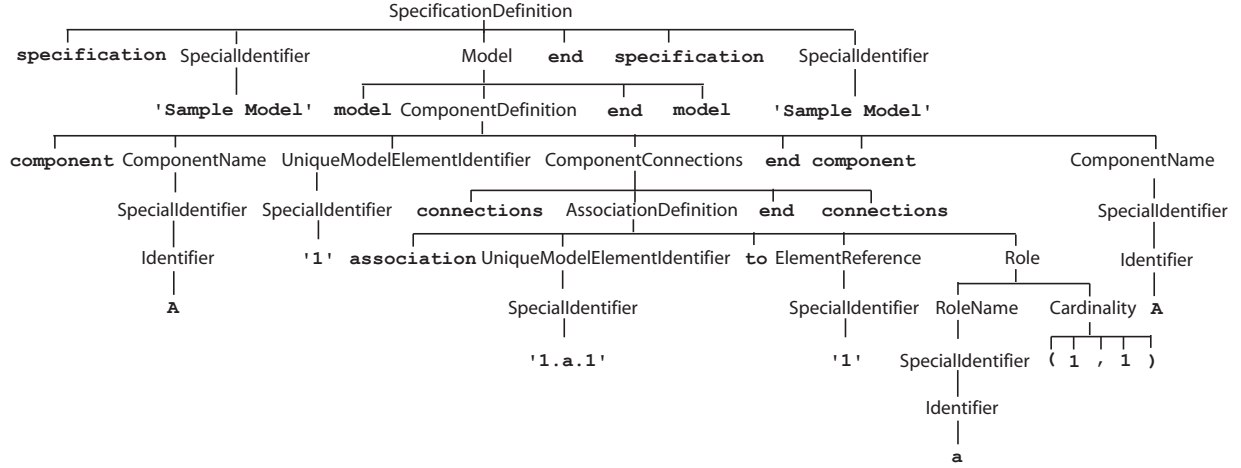 SpecificationDefinition
specification SpecialIdentifier Model end specification SpecialIdentifier
'Sample Model' model ComponentDefinition end model 'Sample Model'
component ComponentName UniqueModelElementIdentifier ComponentConnections end component ComponentName
SpecialIdentifier SpecialIdentifier connections AssociationDefinition end connections SpecialIdentifier
Identifier '1' association UniqueModelElementIdentifier to ElementReference Role Identifier
A SpecialIdentifier SpecialIdentifier RoleName Cardinality A
'1.a.1' '1' SpecialIdentifier ( 1 , 1 )
Identifier
a